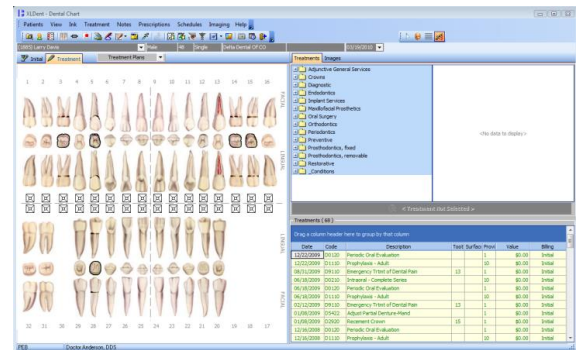 XLDent - Dental Chart
Patients View Ink Treatment Notes Prescriptions Schedules Imaging Help
(1885) Larry Davis Male 48 Single Delta Dental Of CO 03/19/2010
Initial Treatment Treatment Plans
Treatments Images
Adjunctive General Services
Crowns
Diagnostic
Endodontics
Implant Services
Maxillofacial Prosthetics
Oral Surgery
Orthodontics
Periodontics
Preventive
Prosthodontics, fixed
Prosthodontics, removable
Restorative
_Conditions
<No data to display>
1 2 3 4 5 6 7 8 9 10 11 12 13 14 15 16
FACIAL
LINGUAL
LINGUAL
FACIAL
32 31 30 29 28 27 26 25 24 23 22 21 20 19 18 17
< Treatment Not Selected >
Treatments ( 68 )
Drag a column header here to group by that column
Date Code Description Toot Surfac Provi Value Billing
12/22/2009 D0120 Periodic Oral Evaluation 1 $0.00 Initial
12/22/2009 D1110 Prophylaxis - Adult 10 $0.00 Initial
08/31/2009 D9110 Emergency Trtmt of Dental Pain 13 1 $0.00 Initial
06/18/2009 D0210 Intraoral - Complete Series 10 $0.00 Initial
06/18/2009 D0120 Periodic Oral Evaluation 1 $0.00 Initial
06/18/2009 D1110 Prophylaxis - Adult 10 $0.00 Initial
02/12/2009 D9110 Emergency Trtmt of Dental Pain 13 1 $0.00 Initial
01/08/2009 D5422 Adjust Partial Denture-Mand 1 $0.00 Initial
01/08/2009 D2920 Recement Crown 15 1 $0.00 Initial
12/16/2008 D0120 Periodic Oral Evaluation 1 $0.00 Initial
12/16/2008 D1110 Prophylaxis - Adult 10 $0.00 Initial
PEB Doctor Anderson, DDS